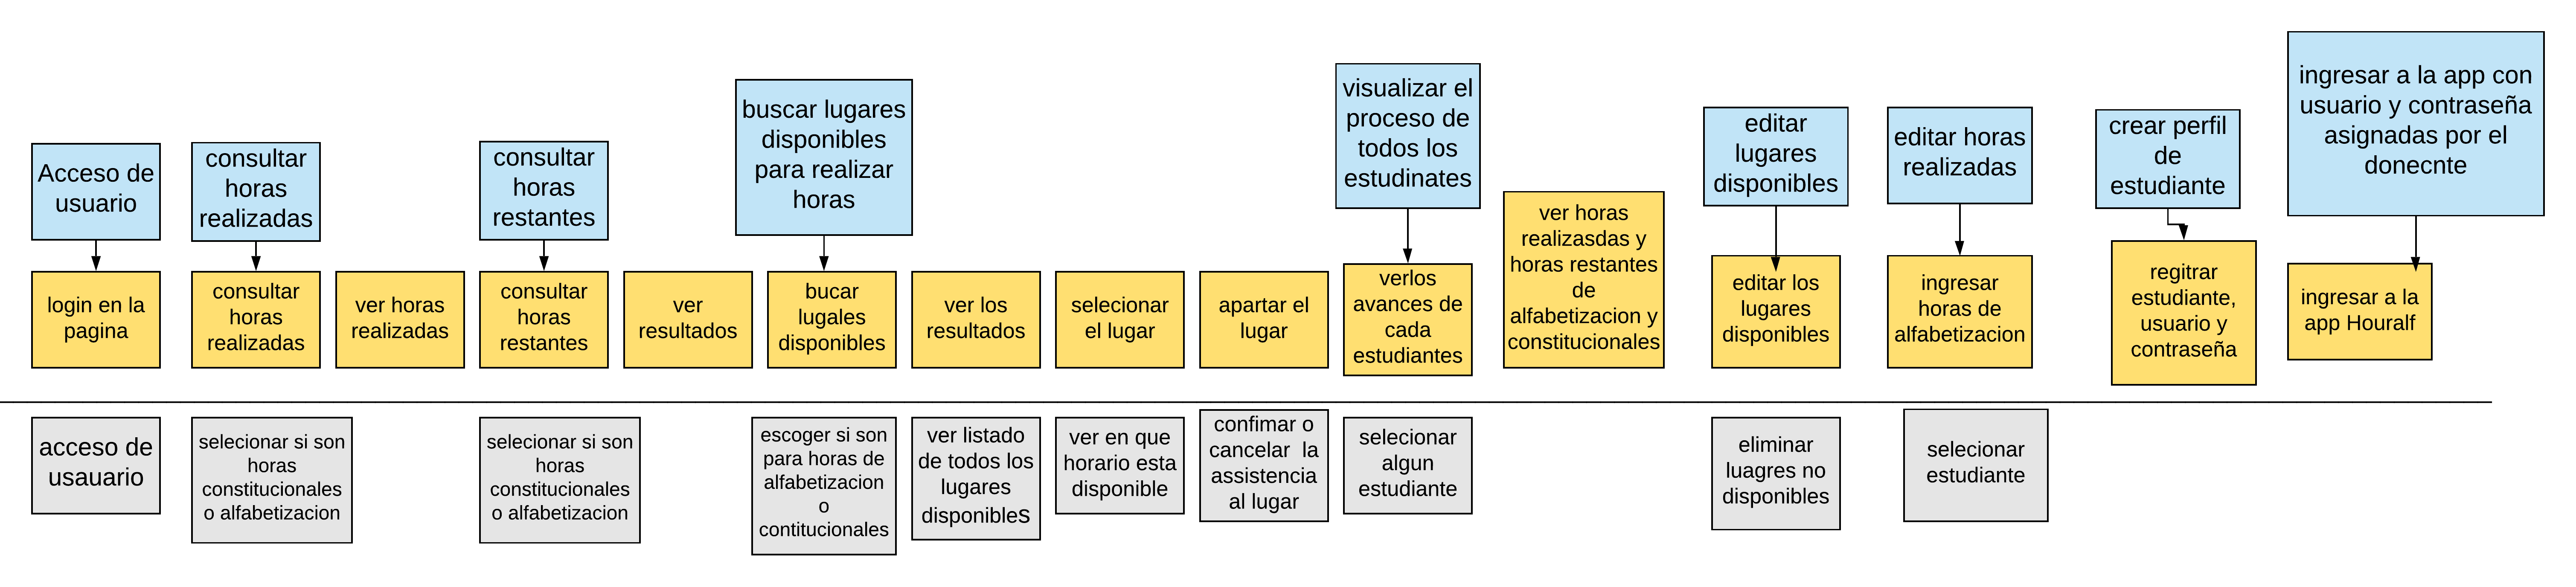 Acceso de
usuario
consultar
horas
realizadas
consultar
horas
restantes
buscar lugares
disponibles
para realizar
horas
visualizar el
proceso de
todos los
estudinates
editar
lugares
disponibles
editar horas
realizadas
crear perfil
de
estudiante
ingresar a la app con
usuario y contraseña
asignadas por el
donecnte
login en la
pagina
consultar
horas
realizadas
ver horas
realizadas
consultar
horas
restantes
ver
resultados
bucar
lugales
disponibles
ver los
resultados
selecionar
el lugar
apartar el
lugar
verlos
avances de
cada
estudiantes
ver horas
realizasdas y
horas restantes
de
alfabetizacion y
constitucionales
editar los
lugares
disponibles
ingresar
horas de
alfabetizacion
regitrar
estudiante,
usuario y
contraseña
ingresar a la
app Houralf
acceso de
usauario
selecionar si son
horas
constitucionales
o alfabetizacion
selecionar si son
horas
constitucionales
o alfabetizacion
escoger si son
para horas de
alfabetizacion
o
contitucionales
ver listado
de todos los
lugares
disponibles
ver en que
horario esta
disponible
confimar o
cancelar  la
assistencia
al lugar
selecionar
algun
estudiante
eliminar
luagres no
disponibles
selecionar
estudiante